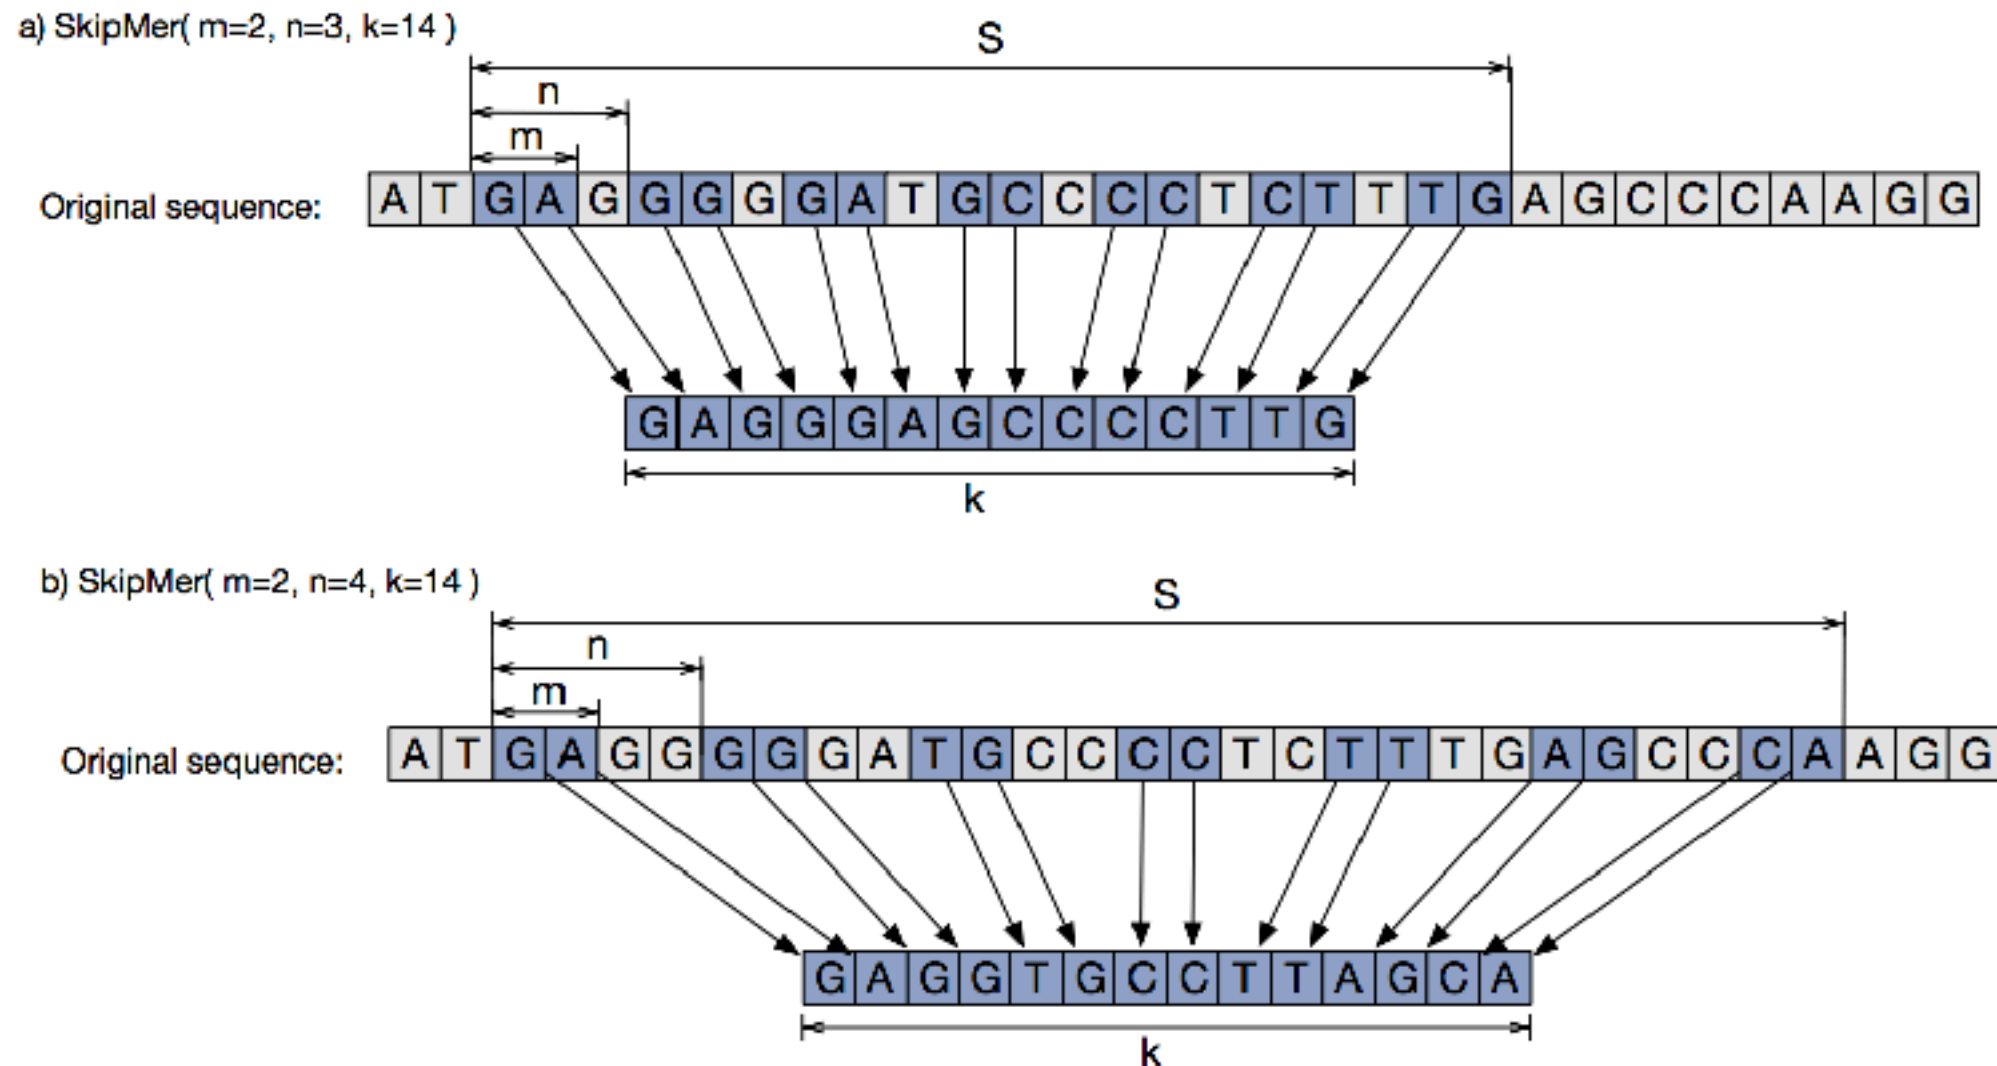 a) SkipMer( m=2, n=3, k=14 )
S
n
m
Original sequence: A T G A G G G G G A T G C C C C T C T T T G A G C C C A A G G
G A G G G A G C C C C T T G
k
b) SkipMer( m=2, n=4, k=14 )
S
n
m
Original sequence: A T G A G G G G G A T G C C C C T C T T T G A G C C C A A G G
G A G G T G C C T T A G C A
k